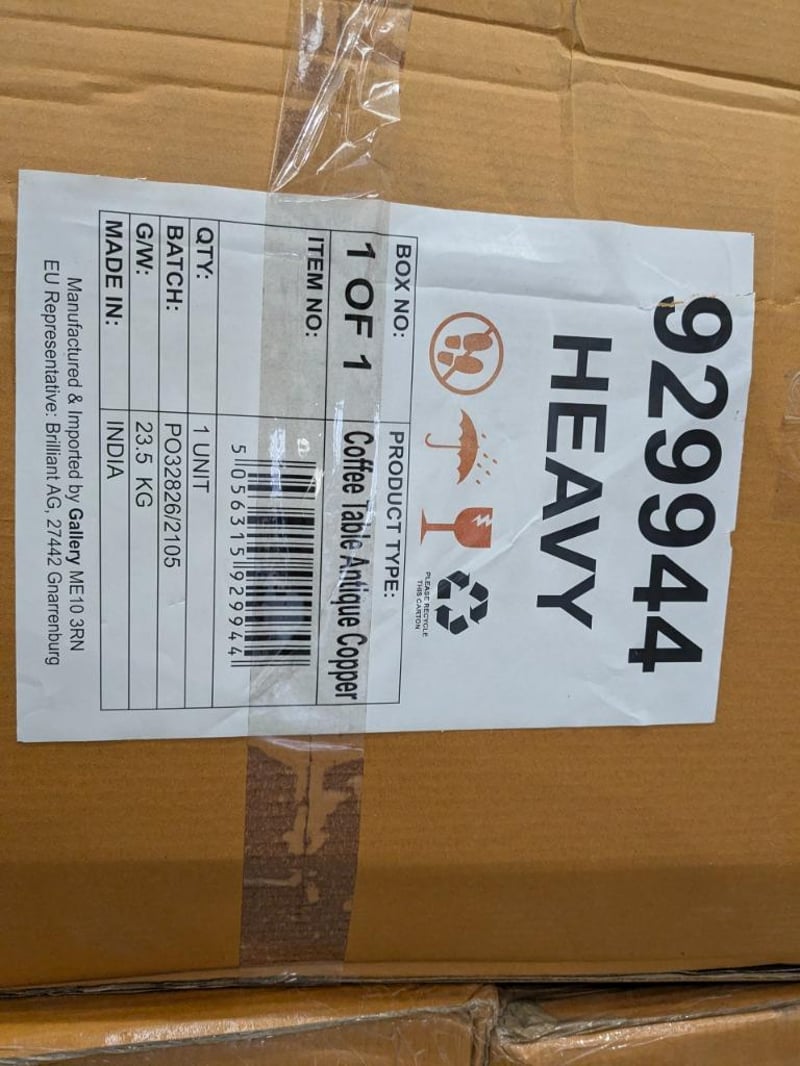 929944
HEAVY
PLEASE RECYCLE
THIS CARTON
BOX NO: PRODUCT TYPE:
1 OF 1 Coffee Table Antique Copper
ITEM NO:
5 056315 929944
QTY: 1 UNIT
BATCH: PO32826/2105
G/W: 23.5 KG
MADE IN: INDIA
Manufactured & Imported by Gallery ME10 3RN
EU Representative: Brilliant AG, 27442 Gnarrenburg